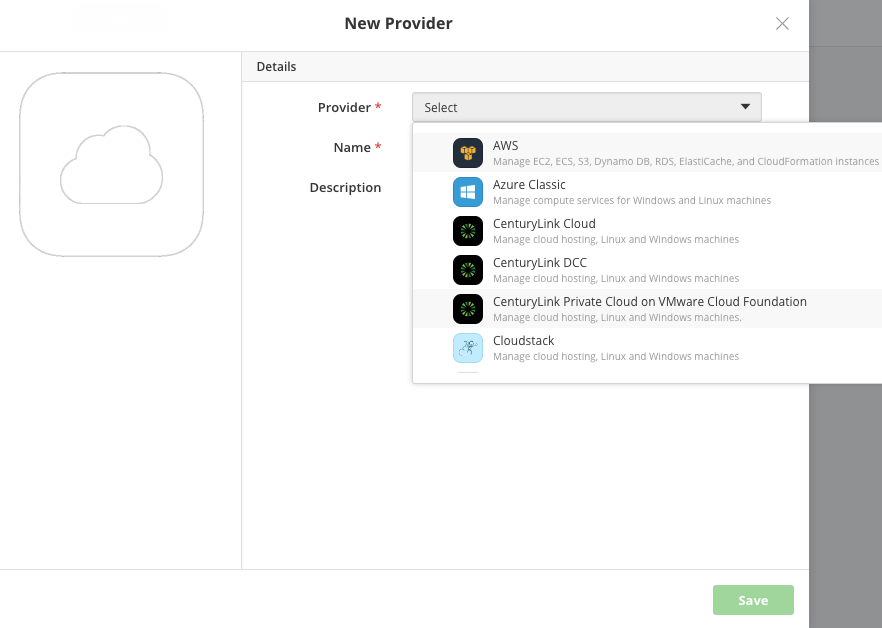 New Provider
Details
Provider *
Select
Name *
Description
AWS
Manage EC2, ECS, S3, Dynamo DB, RDS, ElastiCache, and CloudFormation instances
Azure Classic
Manage compute services for Windows and Linux machines
CenturyLink Cloud
Manage cloud hosting, Linux and Windows machines
CenturyLink DCC
Manage cloud hosting, Linux and Windows machines
CenturyLink Private Cloud on VMware Cloud Foundation
Manage cloud hosting, Linux and Windows machines.
Cloudstack
Manage cloud hosting, Linux and Windows machines
Save